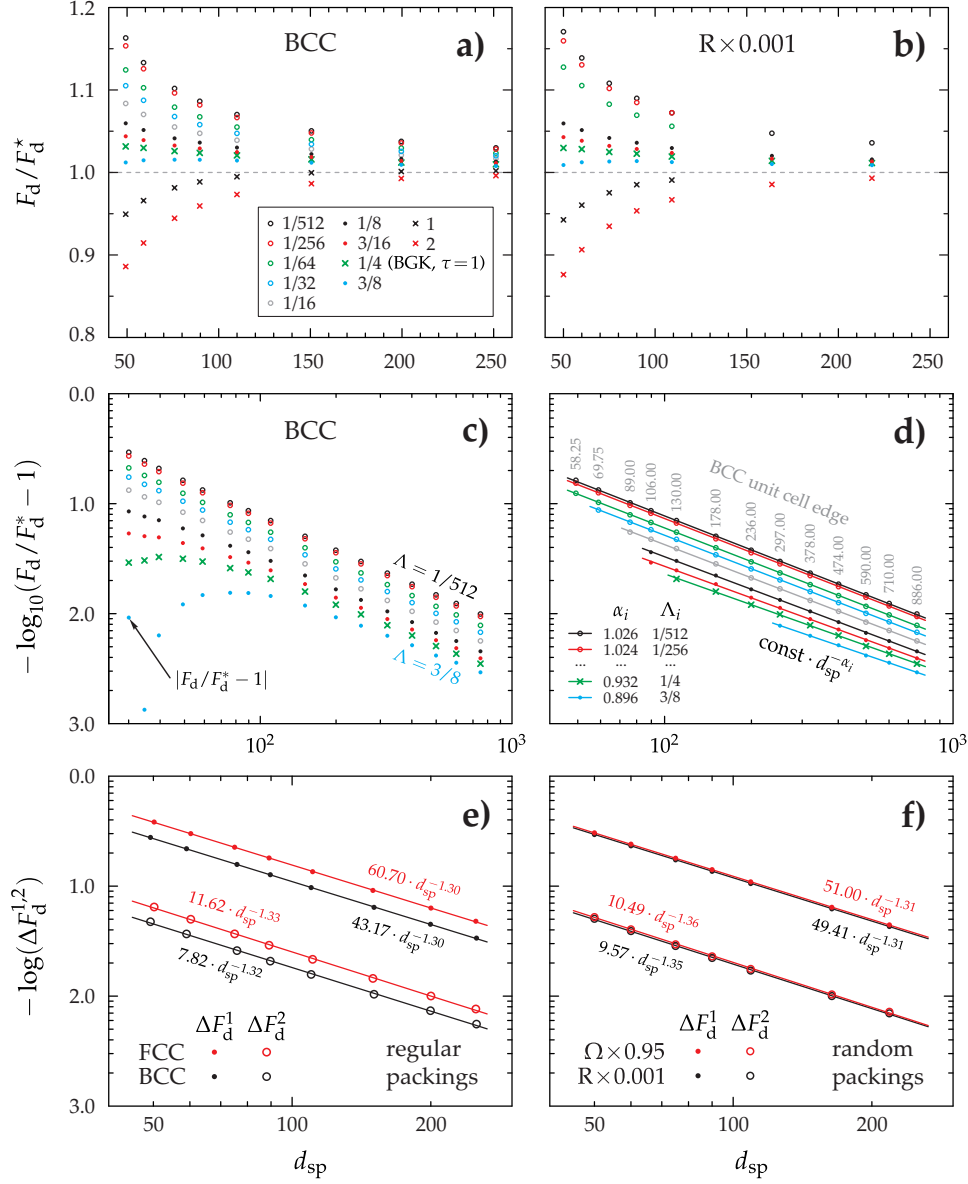 BCC
a)
R×0.001
b)
F_d/F_d^⋆
1.2
1.1
1.0
0.9
0.8
1/512
1/8
1
1/256
3/16
2
1/64
1/4
(BGK, τ=1)
1/32
3/8
1/16
50
100
150
200
250
50
100
150
200
250
BCC
c)
d)
−log₁₀(F_d/F_d^⋆ − 1)
0.0
1.0
2.0
3.0
Λ = 1/512
Λ = 3/8
|F_d/F_d^⋆ − 1|
10²
10³
BCC unit cell edge
58.25
69.75
89.00
106.00
130.00
178.00
236.00
297.00
378.00
474.00
590.00
710.00
886.00
α_i Λ_i
1.026 1/512
1.024 1/256
... ...
0.932 1/4
0.896 3/8
const · d_sp^−α_i
10²
10³
e)
f)
−log(ΔF_d^1,2)
0.0
1.0
2.0
3.0
60.70 · d_sp^−1.30
43.17 · d_sp^−1.30
11.62 · d_sp^−1.33
7.82 · d_sp^−1.32
ΔF_d^1 ΔF_d^2
FCC
BCC
regular
packings
51.00 · d_sp^−1.31
49.41 · d_sp^−1.31
10.49 · d_sp^−1.36
9.57 · d_sp^−1.35
ΔF_d^1 ΔF_d^2
Ω×0.95
R×0.001
random
packings
50
100
200
50
100
200
d_sp
d_sp